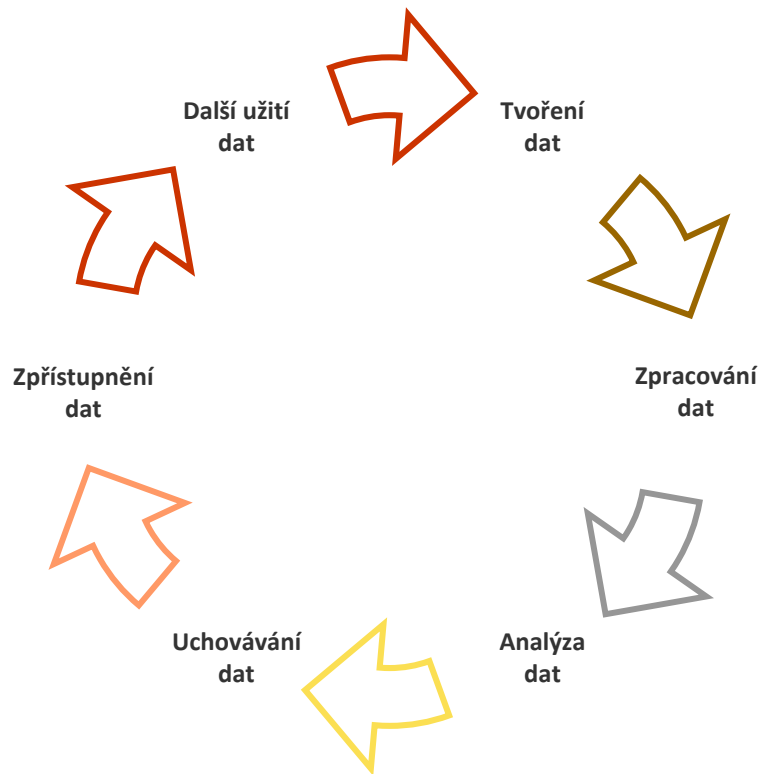 Další užití
dat
Tvoření
dat
Zpřístupnění
dat
Zpracování
dat
Uchovávání
dat
Analýza
dat